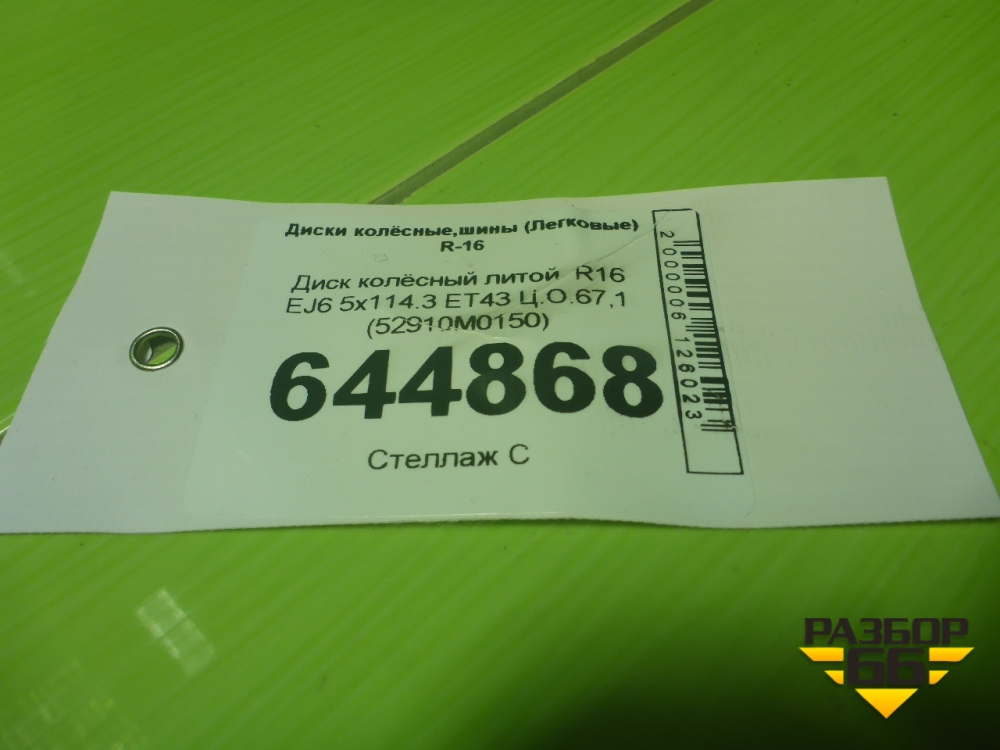 Диски колёсные,шины (Легковые)
R-16
Диск колёсный литой R16
EJ6 5x114.3 ET43 Ц.О.67,1
(52910M0150)
644868
Стеллаж С
2000006126023
РАЗБОР
66